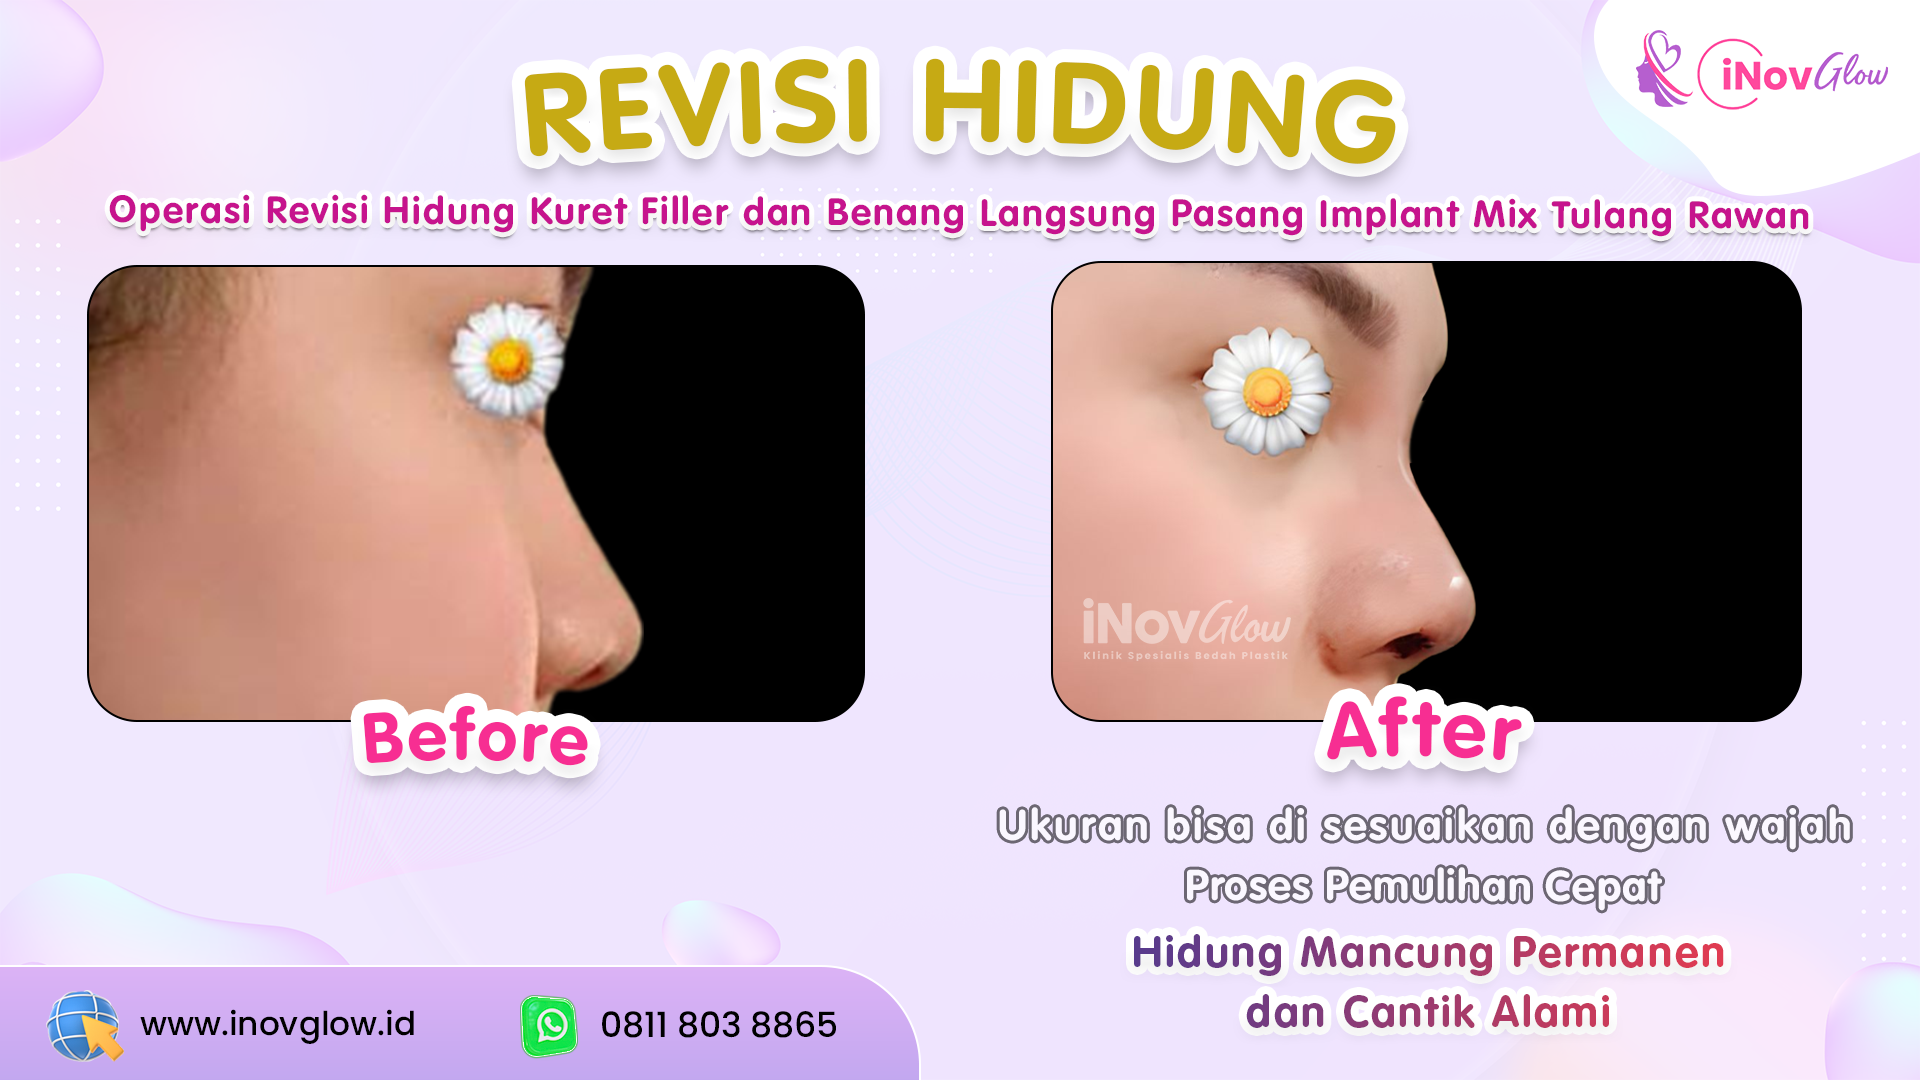 iNovGlow
REVISI HIDUNG
Operasi Revisi Hidung Kuret Filler dan Benang Langsung Pasang Implant Mix Tulang Rawan
iNovGlow
Klinik Spesialis Bedah Plastik
Before
After
Ukuran bisa di sesuaikan dengan wajah
Proses Pemulihan Cepat
Hidung Mancung Permanen
dan Cantik Alami
www.inovglow.id
0811 803 8865